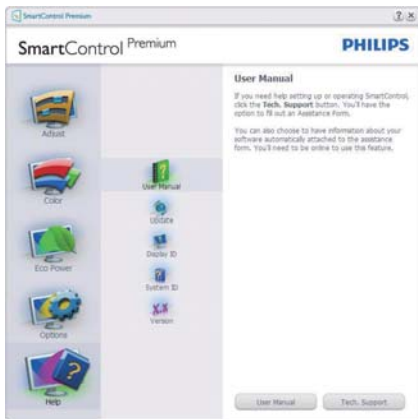 SmartControl Premium
SmartControl Premium
PHILIPS
Adjust
Color
Eco Power
Options
Help
User Manual
Update
Display ID
System ID
Version
User Manual
If you need help setting up or operating SmartControl,
click the Tech. Support button. You'll have the
option to fill out an Assistance Form.
You can also choose to have information about your
software automatically attached to the assistance
form. You'll need to be online to use this feature.
User Manual
Tech. Support